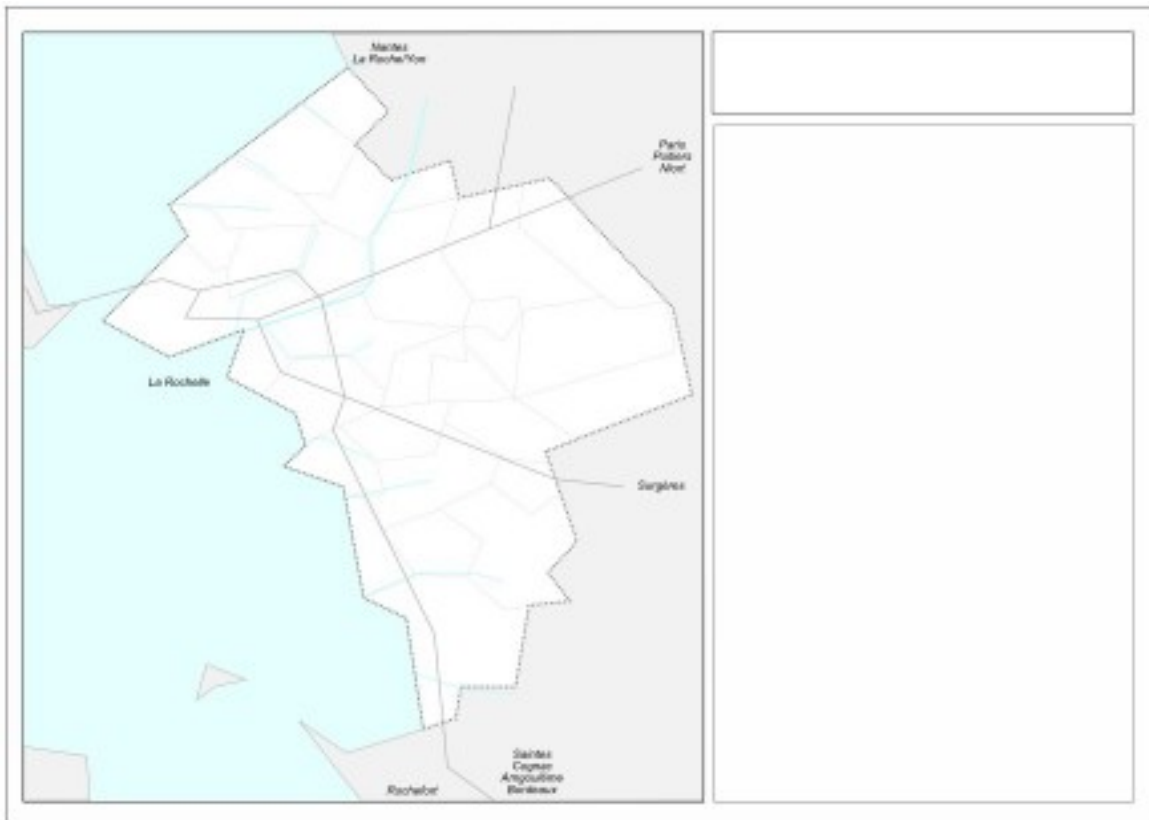 Nantes
La Roche/Yon
Paris
Poitiers
Niort
La Rochelle
Surgères
Saintes
Cognac
Angoulême
Bordeaux
Rochefort